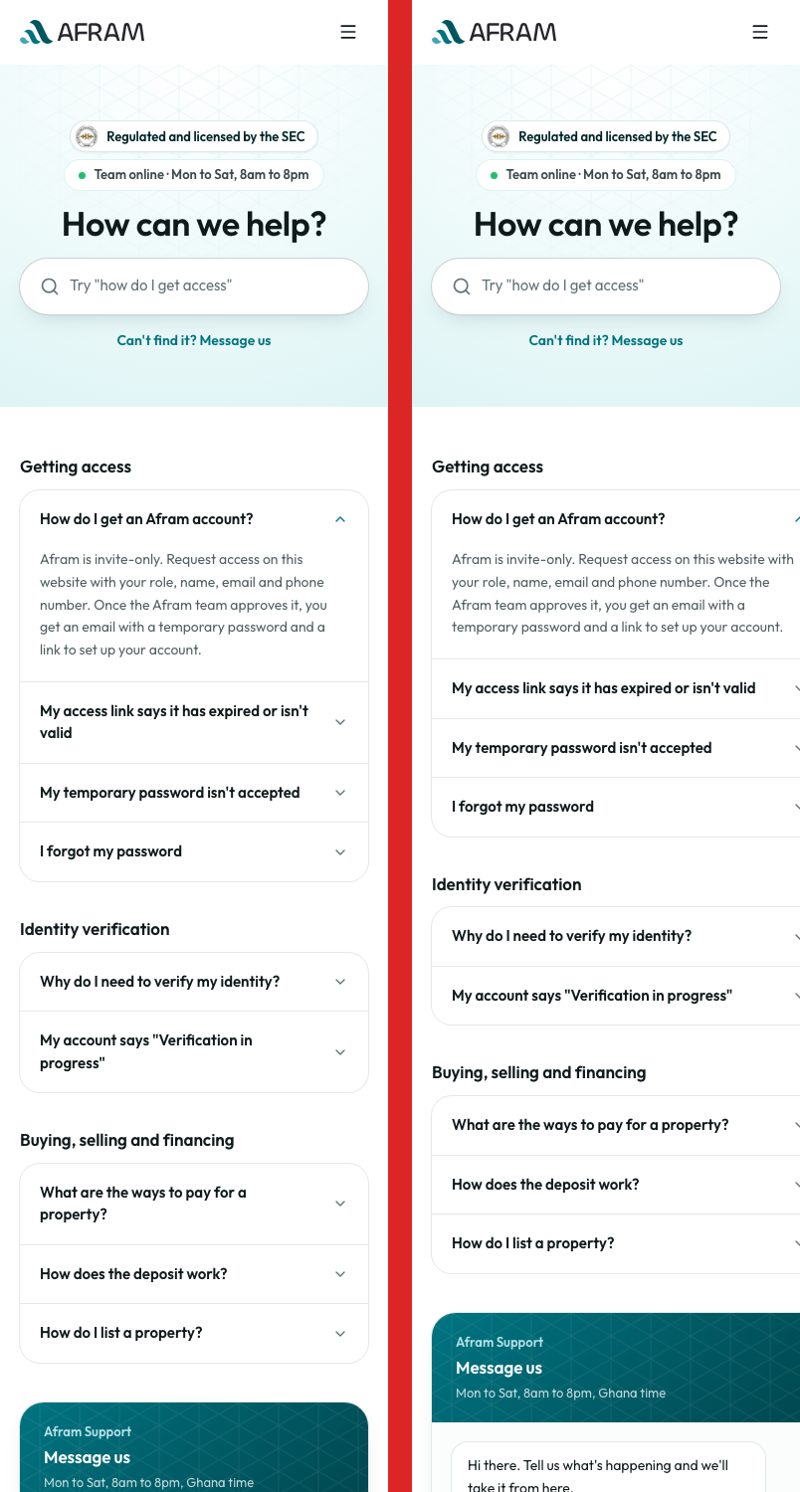 AFRAM
Regulated and licensed by the SEC
Team online · Mon to Sat, 8am to 8pm
How can we help?
Try "how do I get access"
Can't find it? Message us
Getting access
How do I get an Afram account?
Afram is invite-only. Request access on this
website with your role, name, email and phone
number. Once the Afram team approves it, you
get an email with a temporary password and a
link to set up your account.
My access link says it has expired or isn't
valid
My temporary password isn't accepted
I forgot my password
Identity verification
Why do I need to verify my identity?
My account says "Verification in
progress"
Buying, selling and financing
What are the ways to pay for a
property?
How does the deposit work?
How do I list a property?
Afram Support
Message us
Mon to Sat, 8am to 8pm, Ghana time
AFRAM
Regulated and licensed by the SEC
Team online · Mon to Sat, 8am to 8pm
How can we help?
Try "how do I get access"
Can't find it? Message us
Getting access
How do I get an Afram account?
Afram is invite-only. Request access on this website with
your role, name, email and phone number. Once the
Afram team approves it, you get an email with a
temporary password and a link to set up your account.
My access link says it has expired or isn't valid
My temporary password isn't accepted
I forgot my password
Identity verification
Why do I need to verify my identity?
My account says "Verification in progress"
Buying, selling and financing
What are the ways to pay for a property?
How does the deposit work?
How do I list a property?
Afram Support
Message us
Mon to Sat, 8am to 8pm, Ghana time
Hi there. Tell us what's happening and we'll
take it from here.